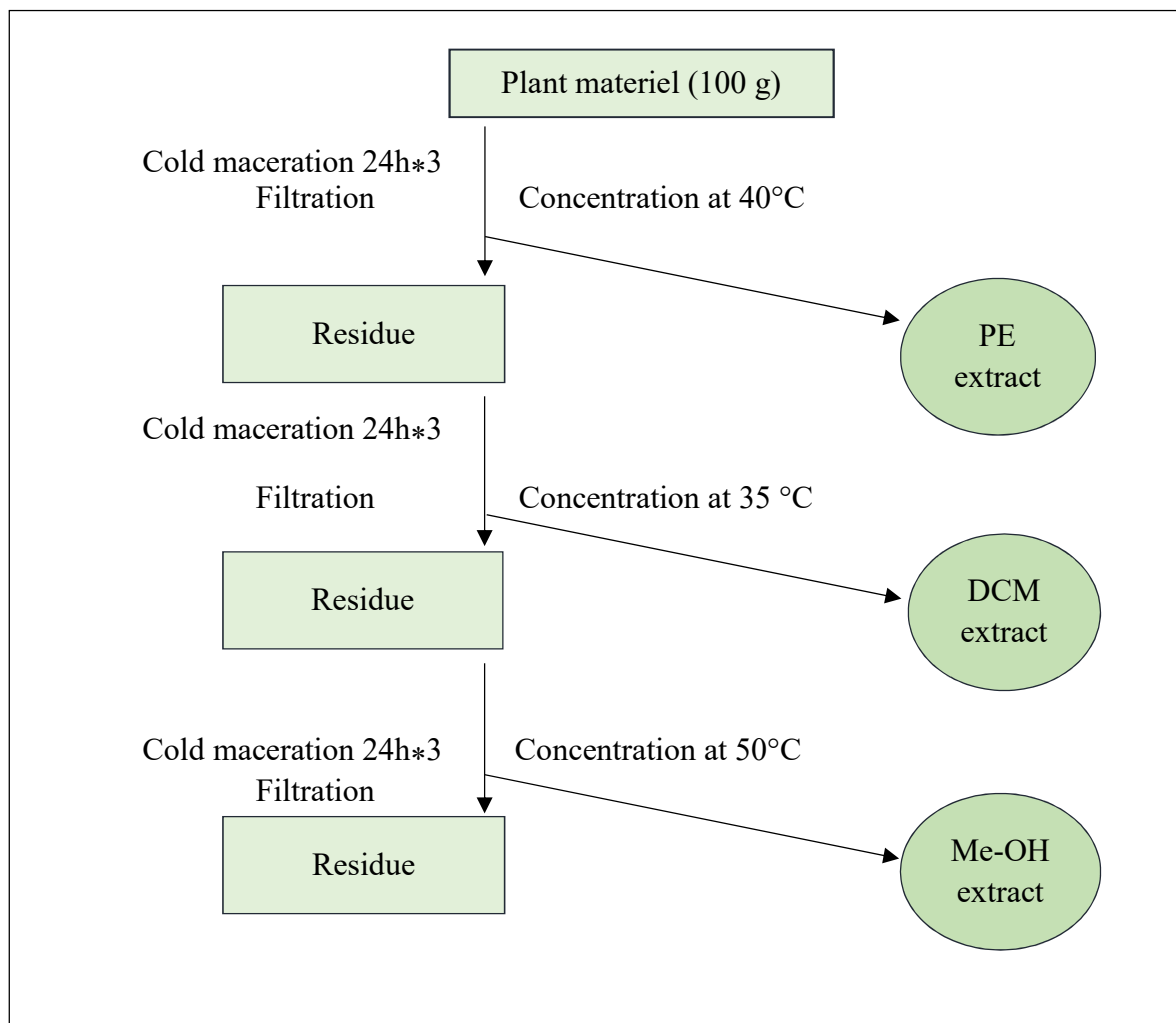 Plant materiel (100 g)
Cold maceration 24h*3
Filtration
Concentration at 40°C
Residue
PE
extract
Cold maceration 24h*3
Filtration
Concentration at 35 °C
Residue
DCM
extract
Cold maceration 24h*3
Filtration
Concentration at 50°C
Residue
Me-OH
extract